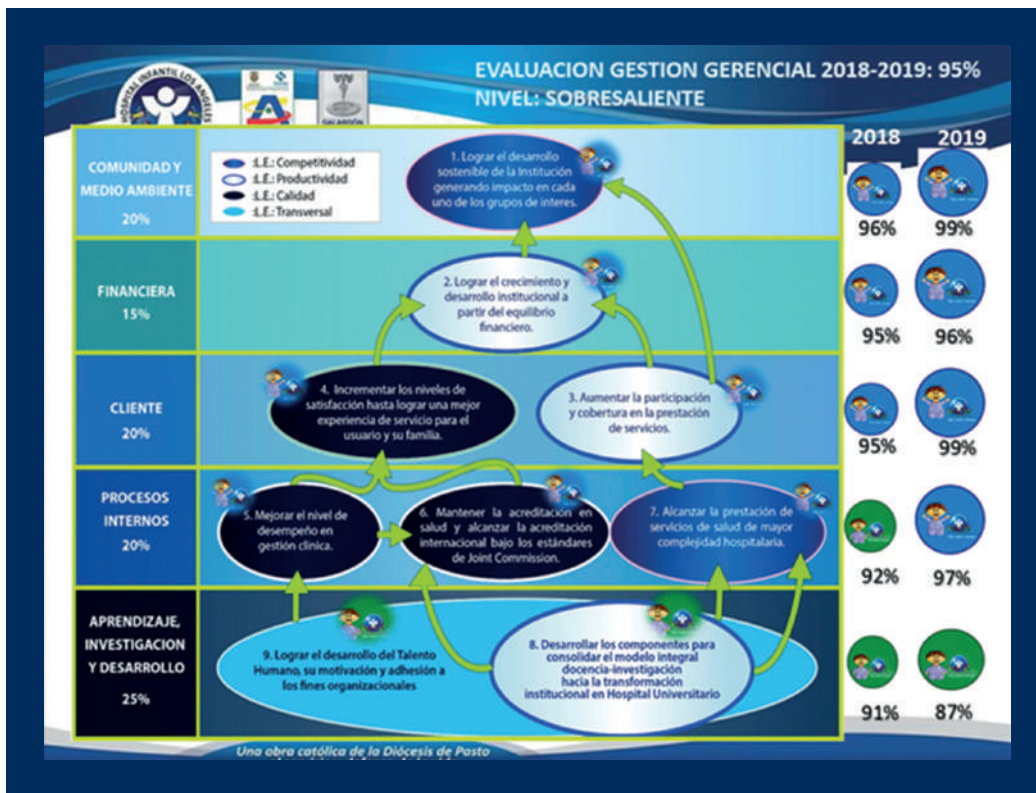 EVALUACION GESTION GERENCIAL 2018-2019: 95%
NIVEL: SOBRESALIENTE
HOSPITAL INFANTIL LOS ANGELES
GALARDÓN
2018 2019
COMUNIDAD Y
MEDIO AMBIENTE
20%
:L.E.: Competitividad
:L.E.: Productividad
:L.E.: Calidad
:L.E.: Transversal
1. Lograr el desarrollo
sostenible de la Institución
generando impacto en cada
uno de los grupos de interes.
96% 99%
FINANCIERA
15%
2. Lograr el crecimiento y
desarrollo institucional a
partir del equilibrio
financiero.
95% 96%
CLIENTE
20%
4. Incrementar los niveles de
satisfacción hasta lograr una mejor
experiencia de servicio para el
usuario y su familia.
3. Aumentar la participación
y cobertura en la prestación
de servicios.
95% 99%
PROCESOS
INTERNOS
20%
5. Mejorar el nivel de
desempeño en
gestión clínica.
6. Mantener la acreditación en
salud y alcanzar la acreditación
internacional bajo los estándares
de Joint Commission.
7. Alcanzar la prestación de
servicios de salud de mayor
complejidad hospitalaria.
92% 97%
APRENDIZAJE,
INVESTIGACION
Y DESARROLLO
25%
9. Lograr el desarrollo del Talento
Humano, su motivación y adhesión a
los fines organizacionales
8. Desarrollar los componentes para
consolidar el modelo integral
docencia-investigación
hacia la transformación
institucional en Hospital Universitario
91% 87%
Una obra católica de la Diócesis de Pasto